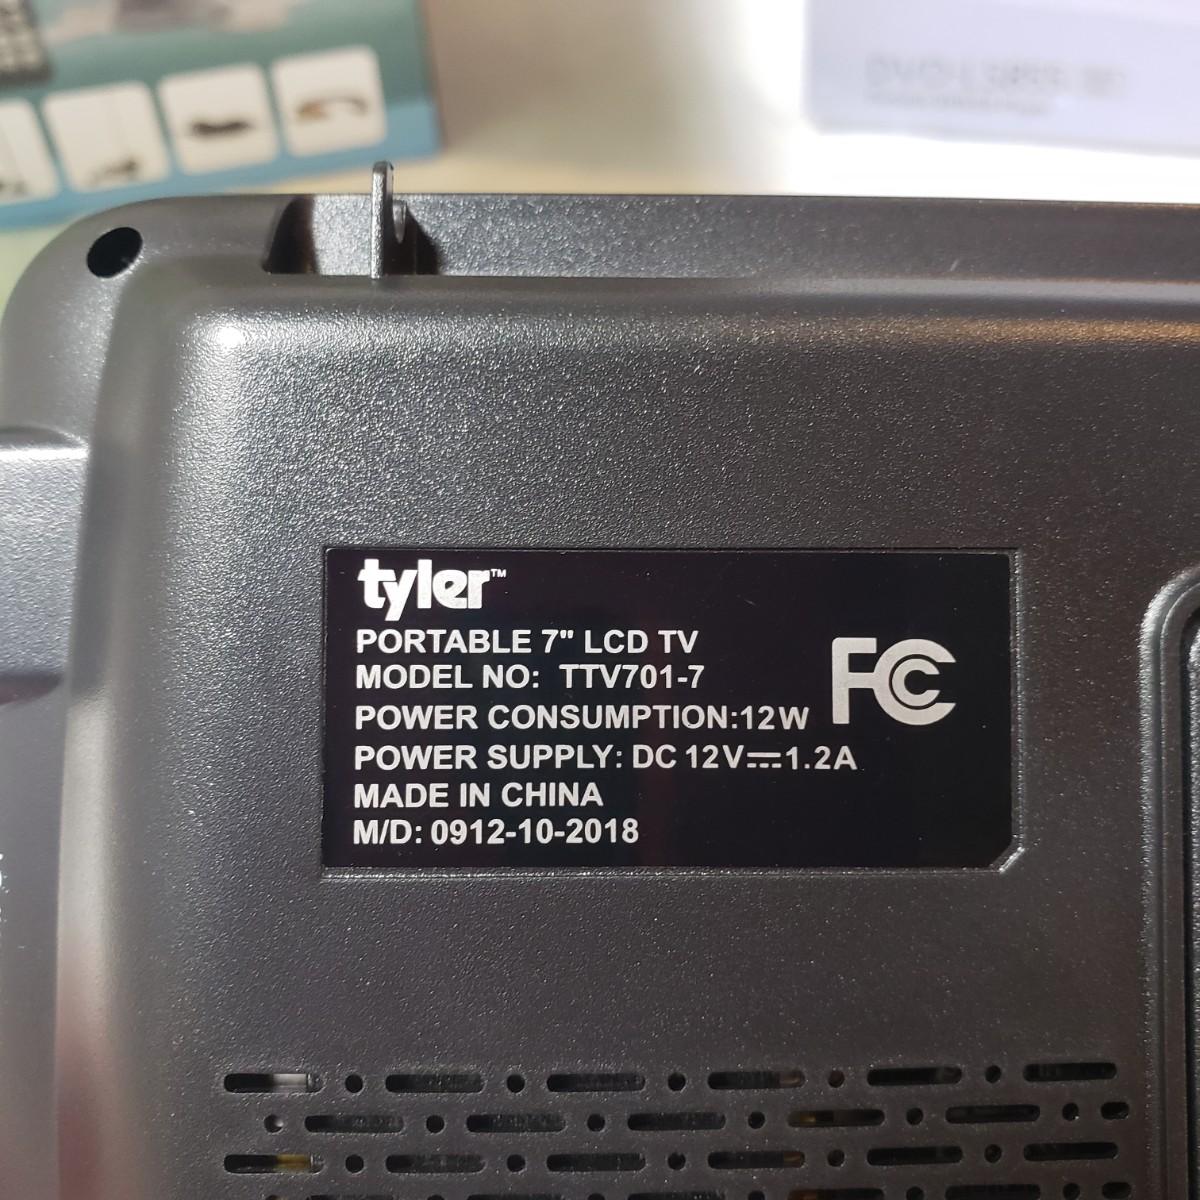 tyler™
PORTABLE 7" LCD TV
MODEL NO: TTV701-7
FC
POWER CONSUMPTION:12W
POWER SUPPLY: DC 12V⎓1.2A
MADE IN CHINA
M/D: 0912-10-2018